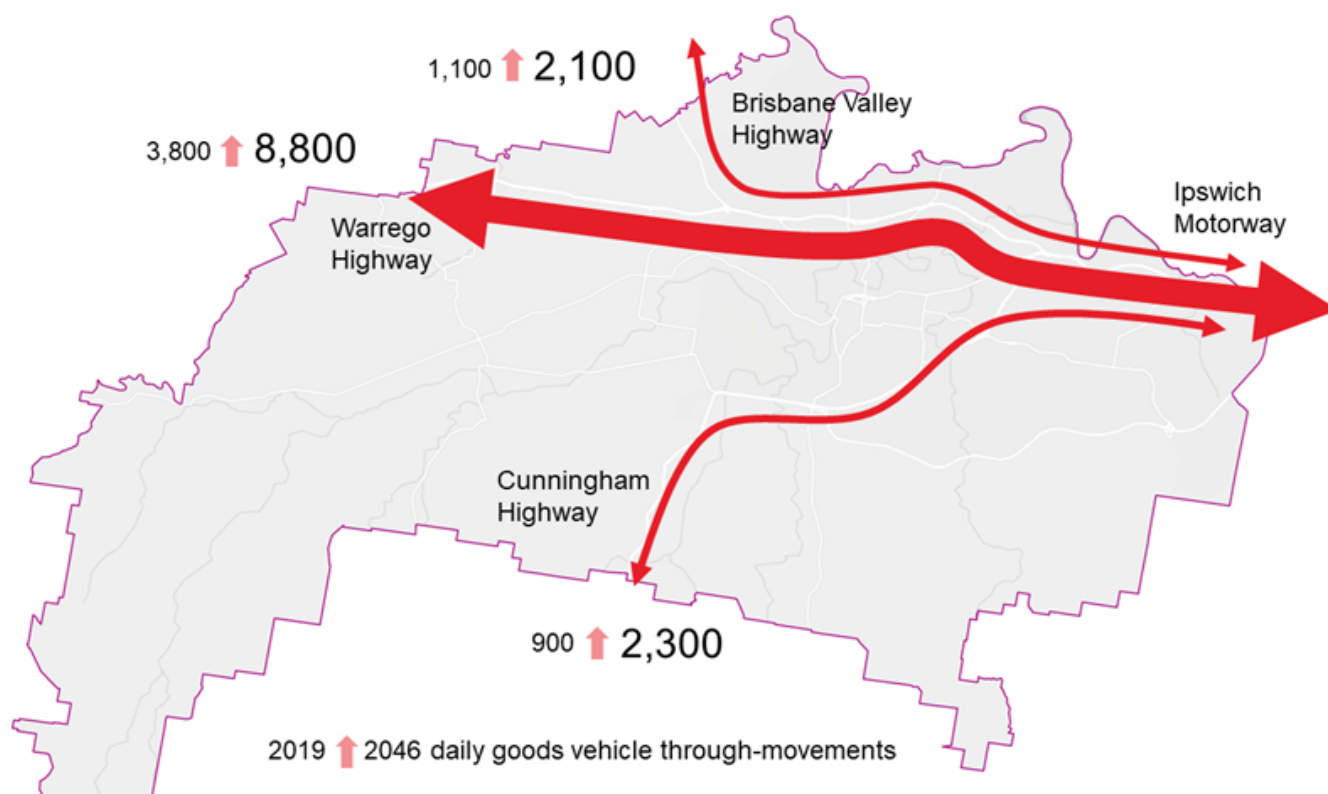 1,100 2,100
Brisbane Valley
Highway
3,800 8,800
Ipswich
Motorway
Warrego
Highway
Cunningham
Highway
900 2,300
2019 2046 daily goods vehicle through-movements